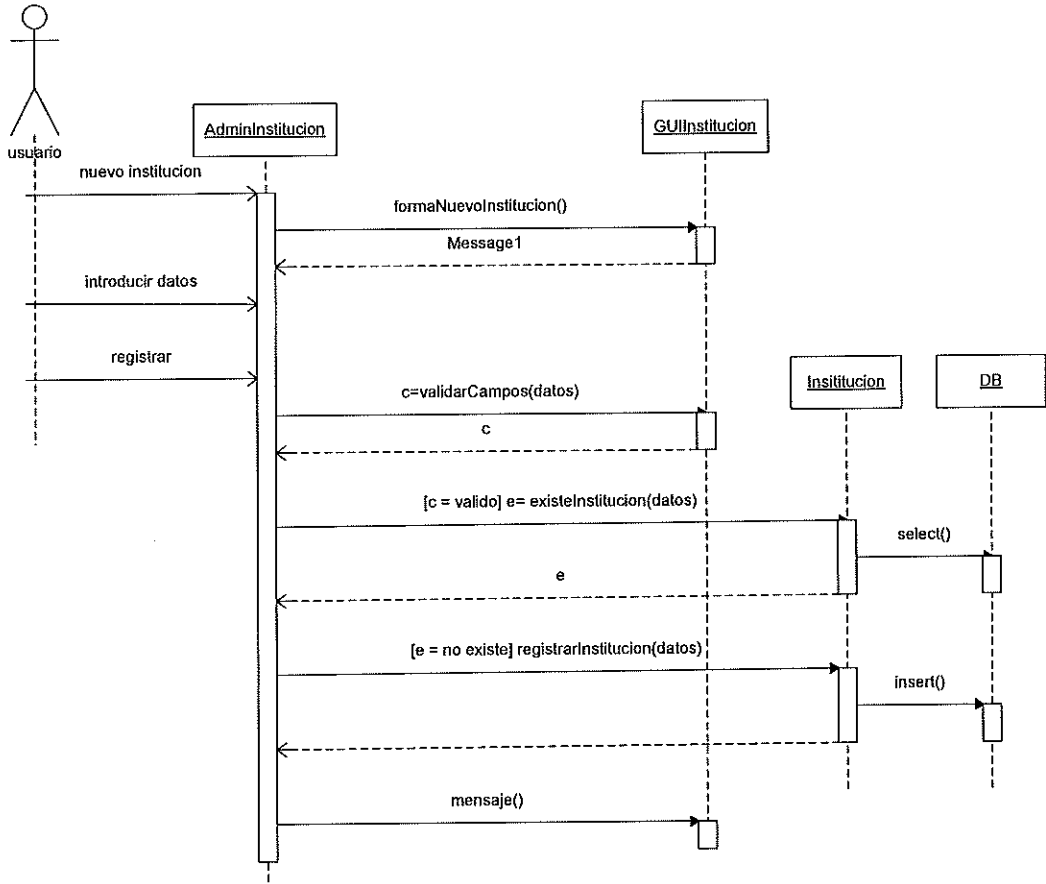 usuario
AdminInstitucion
GUIInstitucion
nuevo institucion
formaNuevoInstitucion()
Message1
introducir datos
registrar
Insititucion
DB
c=validarCampos(datos)
c
[c = valido] e= existeInstitucion(datos)
select()
e
[e = no existe] registrarInstitucion(datos)
insert()
mensaje()